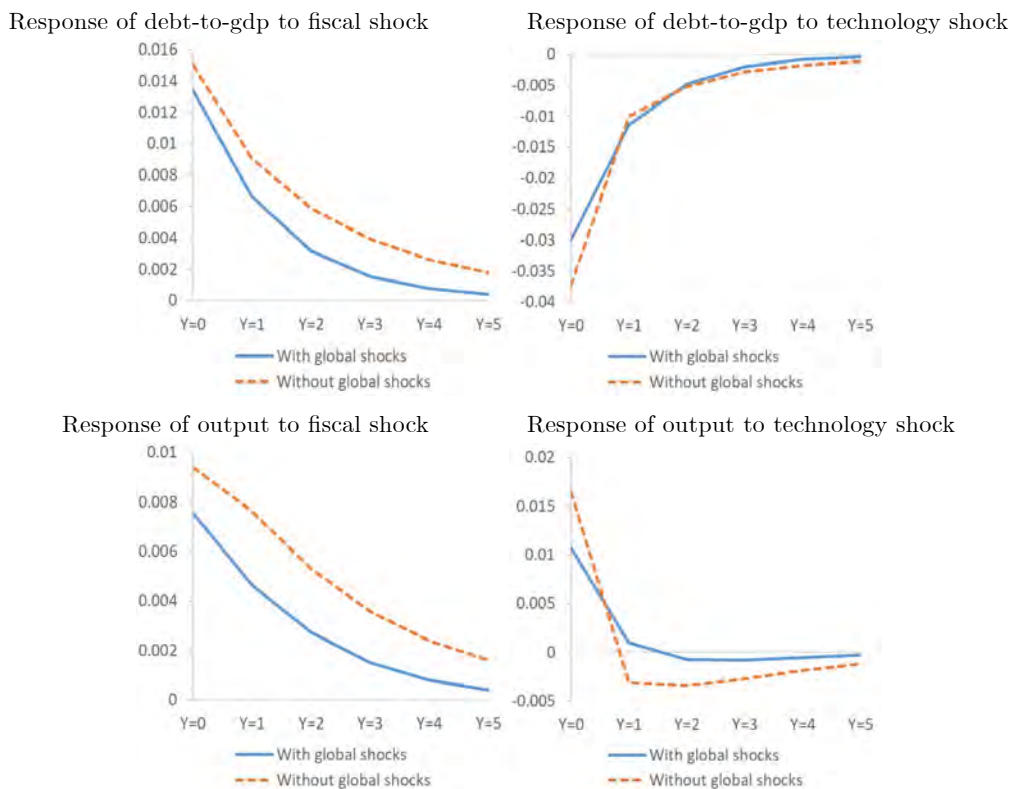 Response of debt-to-gdp to fiscal shock
0.016
0.014
0.012
0.01
0.008
0.006
0.004
0.002
0
Y=0 Y=1 Y=2 Y=3 Y=4 Y=5
With global shocks
Without global shocks
Response of debt-to-gdp to technology shock
0
-0.005
-0.01
-0.015
-0.02
-0.025
-0.03
-0.035
-0.04
Y=0 Y=1 Y=2 Y=3 Y=4 Y=5
With global shocks
Without global shocks
Response of output to fiscal shock
0.01
0.008
0.006
0.004
0.002
0
Y=0 Y=1 Y=2 Y=3 Y=4 Y=5
With global shocks
Without global shocks
Response of output to technology shock
0.02
0.015
0.01
0.005
0
-0.005
Y=0 Y=1 Y=2 Y=3 Y=4 Y=5
With global shocks
Without global shocks